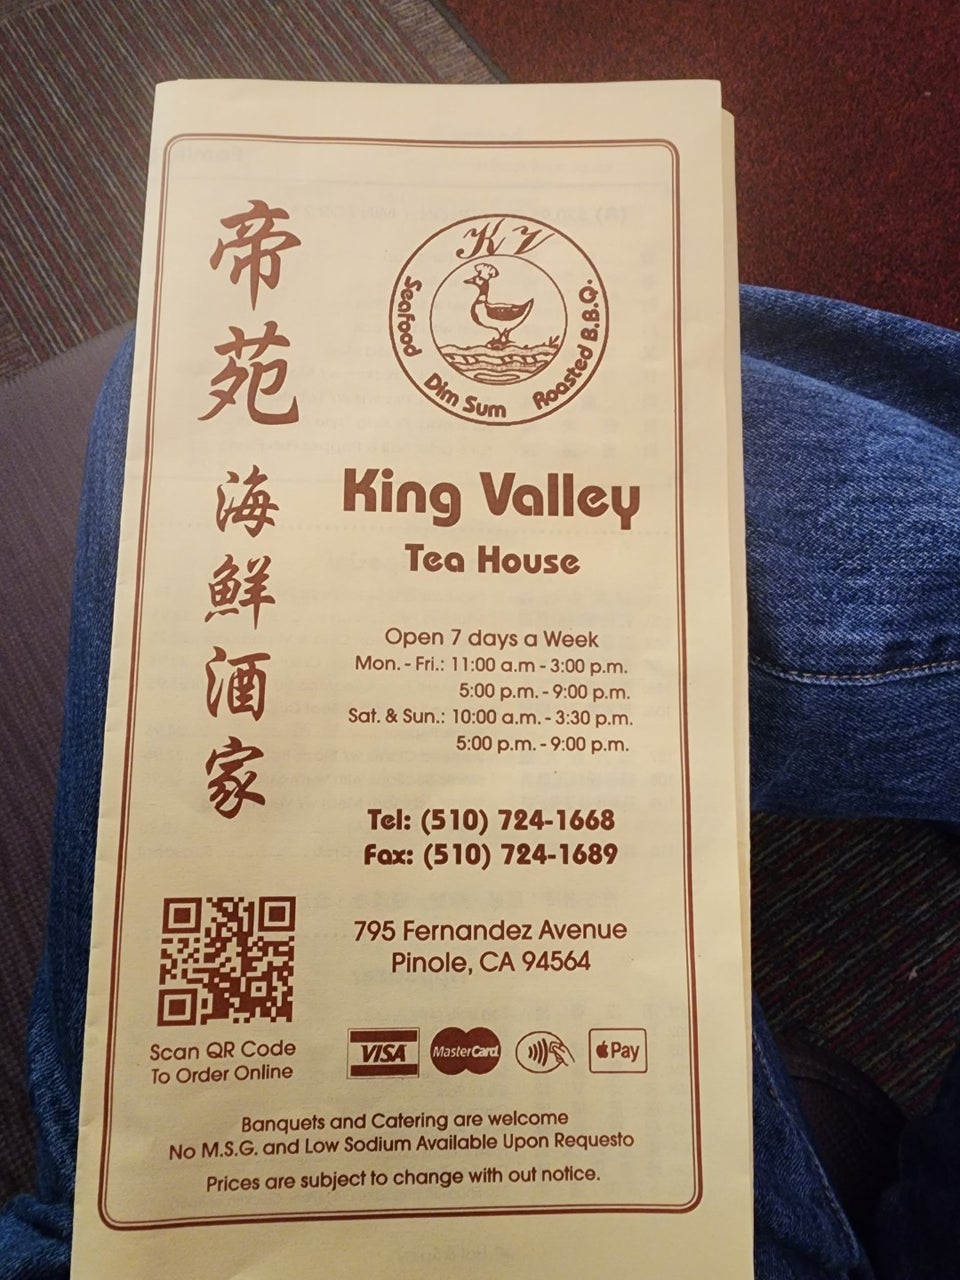 帝苑海鮮酒家
KV
Seafood Dim Sum Roasted B.B.Q.
King Valley
Tea House
Open 7 days a Week
Mon. - Fri.: 11:00 a.m - 3:00 p.m.
5:00 p.m. - 9:00 p.m.
Sat. & Sun.: 10:00 a.m. - 3:30 p.m.
5:00 p.m. - 9:00 p.m.
Tel: (510) 724-1668
Fax: (510) 724-1689
795 Fernandez Avenue
Pinole, CA 94564
Scan QR Code
To Order Online
VISA MasterCard Pay
Banquets and Catering are welcome
No M.S.G. and Low Sodium Available Upon Requesto
Prices are subject to change with out notice.